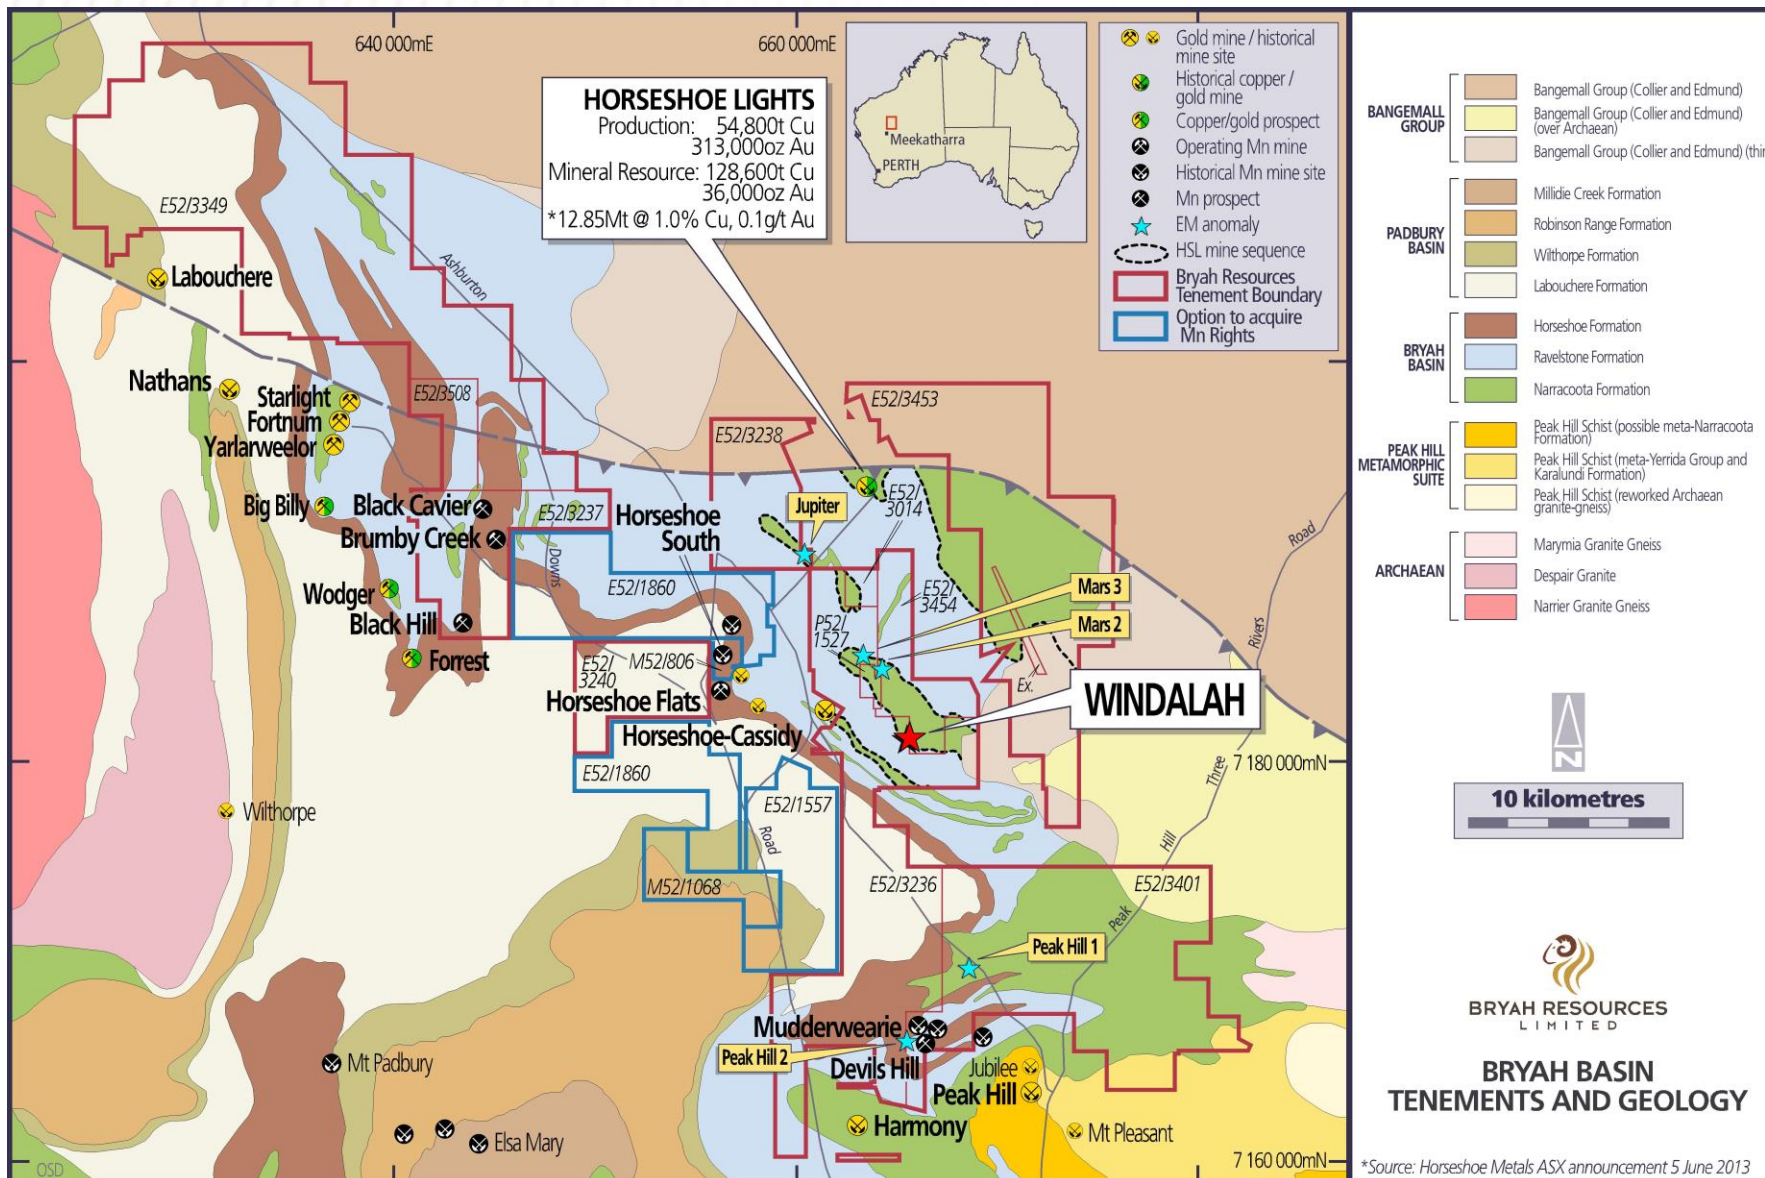 640 000mE
660 000mE
HORSESHOE LIGHTS
Production: 54,800t Cu
313,000oz Au
Mineral Resource: 128,600t Cu
36,000oz Au
*12.85Mt @ 1.0% Cu, 0.1g/t Au
Meekatharra
PERTH
Gold mine / historical
mine site
Historical copper /
gold mine
Copper/gold prospect
Operating Mn mine
Historical Mn mine site
Mn prospect
EM anomaly
HSL mine sequence
Bryah Resources
Tenement Boundary
Option to acquire
Mn Rights
E52/3349
Ashburton
Labouchere
Nathans
Starlight
Fortnum
Yarlarweelor
E52/3508
E52/3238
E52/3453
Big Billy
Black Cavier
Brumby Creek
E52/3237
Downs
Horseshoe
South
Jupiter
E52/
3014
Road
Wodger
Black Hill
Forrest
E52/1860
E52/
3454
P52/
1527
Mars 3
Mars 2
Rivers
E52/
3240
M52/806
Ex.
Horseshoe Flats
Horseshoe-Cassidy
WINDALAH
7 180 000mN
Three
E52/1860
E52/1557
Wilthorpe
Road
Hill
M52/1068
E52/3236
E52/3401
Peak
Peak Hill 1
Mudderwearie
Peak Hill 2
Devils Hill
Jubilee
Peak Hill
Mt Padbury
Harmony
Mt Pleasant
Elsa Mary
7 160 000mN
OSD
BANGEMALL
GROUP
Bangemall Group (Collier and Edmund)
Bangemall Group (Collier and Edmund)
(over Archaean)
Bangemall Group (Collier and Edmund) (thin
PADBURY
BASIN
Millidie Creek Formation
Robinson Range Formation
Wilthorpe Formation
Labouchere Formation
BRYAH
BASIN
Horseshoe Formation
Ravelstone Formation
Narracoota Formation
PEAK HILL
METAMORPHIC
SUITE
Peak Hill Schist (possible meta-Narracoota
Formation)
Peak Hill Schist (meta-Yerrida Group and
Karalundi Formation)
Peak Hill Schist (reworked Archaean
granite-gneiss)
ARCHAEAN
Marymia Granite Gneiss
Despair Granite
Narrier Granite Gneiss
N
10 kilometres
BRYAH RESOURCES
LIMITED
BRYAH BASIN
TENEMENTS AND GEOLOGY
*Source: Horseshoe Metals ASX announcement 5 June 2013